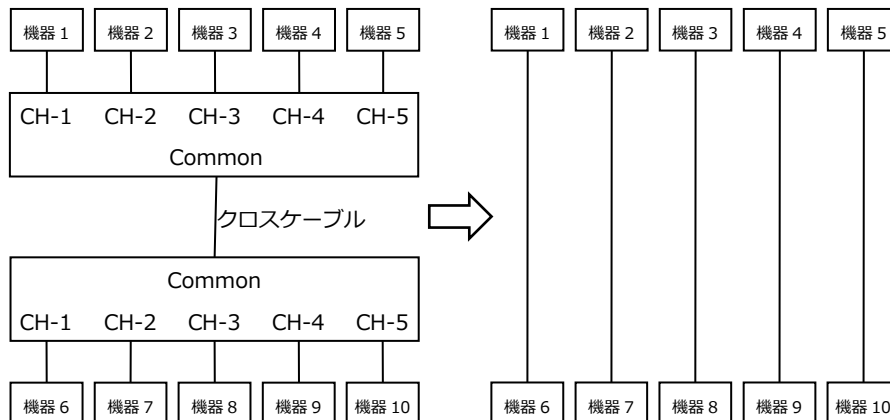 機器 1 機器 2 機器 3 機器 4 機器 5 機器 1 機器 2 機器 3 機器 4 機器 5
CH-1 CH-2 CH-3 CH-4 CH-5
Common
クロスケーブル
Common
CH-1 CH-2 CH-3 CH-4 CH-5
機器 6 機器 7 機器 8 機器 9 機器 10 機器 6 機器 7 機器 8 機器 9 機器 10